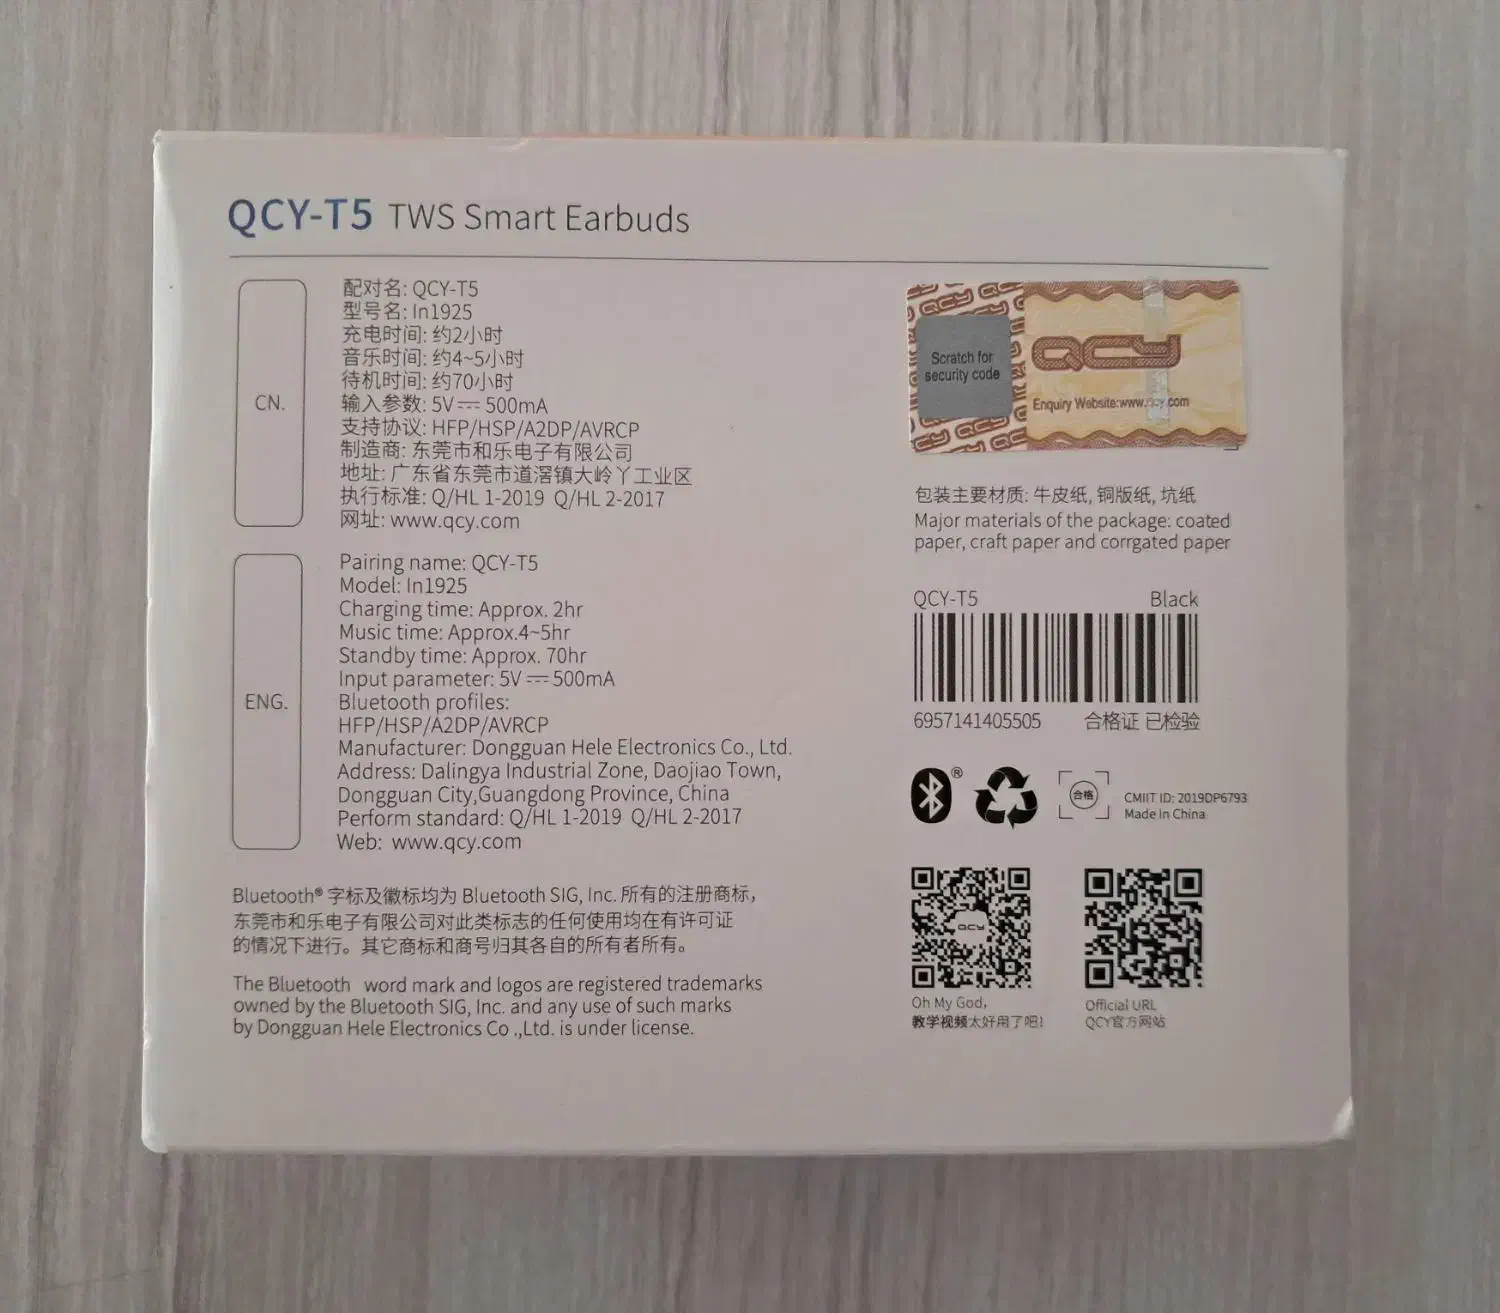 QCY-T5 TWS Smart Earbuds
CN.
配对名: QCY-T5
型号名: In1925
充电时间: 约2小时
音乐时间: 约4~5小时
待机时间: 约70小时
输入参数: 5V⎓500mA
支持协议: HFP/HSP/A2DP/AVRCP
制造商: 东莞市和乐电子有限公司
地址: 广东省东莞市道滘镇大岭丫工业区
执行标准: Q/HL 1-2019 Q/HL 2-2017
网址: www.qcy.com
ENG.
Pairing name: QCY-T5
Model: In1925
Charging time: Approx. 2hr
Music time: Approx.4~5hr
Standby time: Approx. 70hr
Input parameter: 5V⎓500mA
Bluetooth profiles:
HFP/HSP/A2DP/AVRCP
Manufacturer: Dongguan Hele Electronics Co., Ltd.
Address: Dalingya Industrial Zone, Daojiao Town,
Dongguan City,Guangdong Province, China
Perform standard: Q/HL 1-2019 Q/HL 2-2017
Web: www.qcy.com
Bluetooth® 字标及徽标均为 Bluetooth SIG, Inc. 所有的注册商标，
东莞市和乐电子有限公司对此类标志的任何使用均在有许可证
的情况下进行。其它商标和商号归其各自的所有者所有。
The Bluetooth word mark and logos are registered trademarks
owned by the Bluetooth SIG, Inc. and any use of such marks
by Dongguan Hele Electronics Co .,Ltd. is under license.
Scratch for
security code
QCY
Enquiry Website:www.qcy.com
包装主要材质: 牛皮纸, 铜版纸, 坑纸
Major materials of the package: coated
paper, craft paper and corrgated paper
QCY-T5 Black
6957141405505 合格证 已检验
®
合格
CMIIT ID: 2019DP6793
Made In China
QCY
Oh My God,
教学视频太好用了吧!
Official URL
QCY官方网站